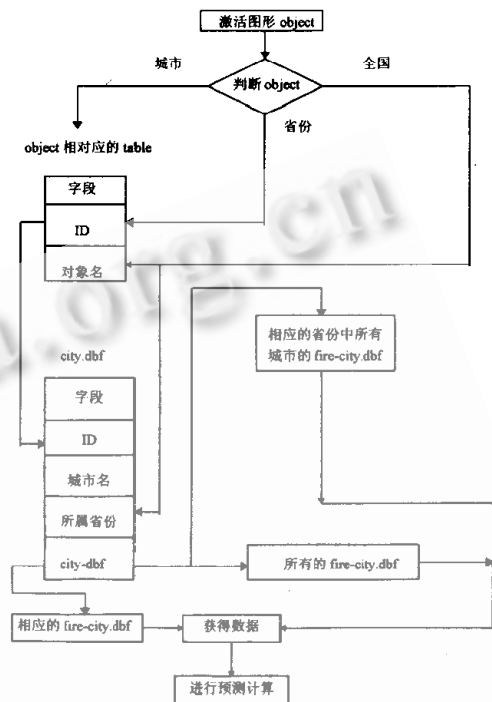 激活图形 object
城市
判断 object
全国
省份
object 相对应的 table
字段
ID
对象名
相应的省份中所有
城市的 fire-city.dbf
city.dbf
字段
ID
城市名
所属省份
city-dbf
所有的 fire-city.dbf
相应的 fire-city.dbf
获得数据
进行预测计算
.org.cn